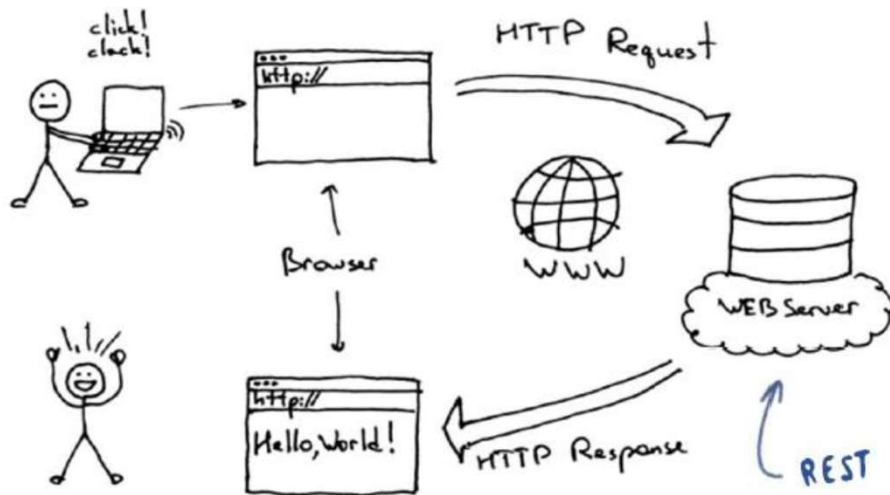 click!
clack!
http://
HTTP Request
Browser
WWW
WEB Server
http://
Hello, World!
HTTP Response
REST